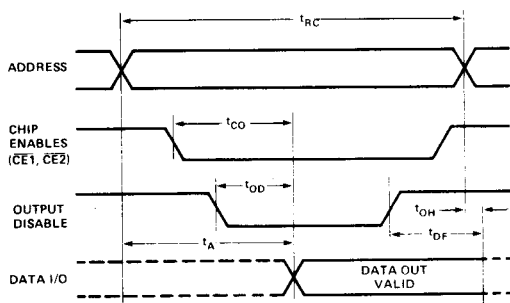 tRC
ADDRESS
CHIP
ENABLES
(CE1, CE2)
tCO
tOD
OUTPUT
DISABLE
tOH
tDF
tA
DATA I/O
DATA OUT
VALID